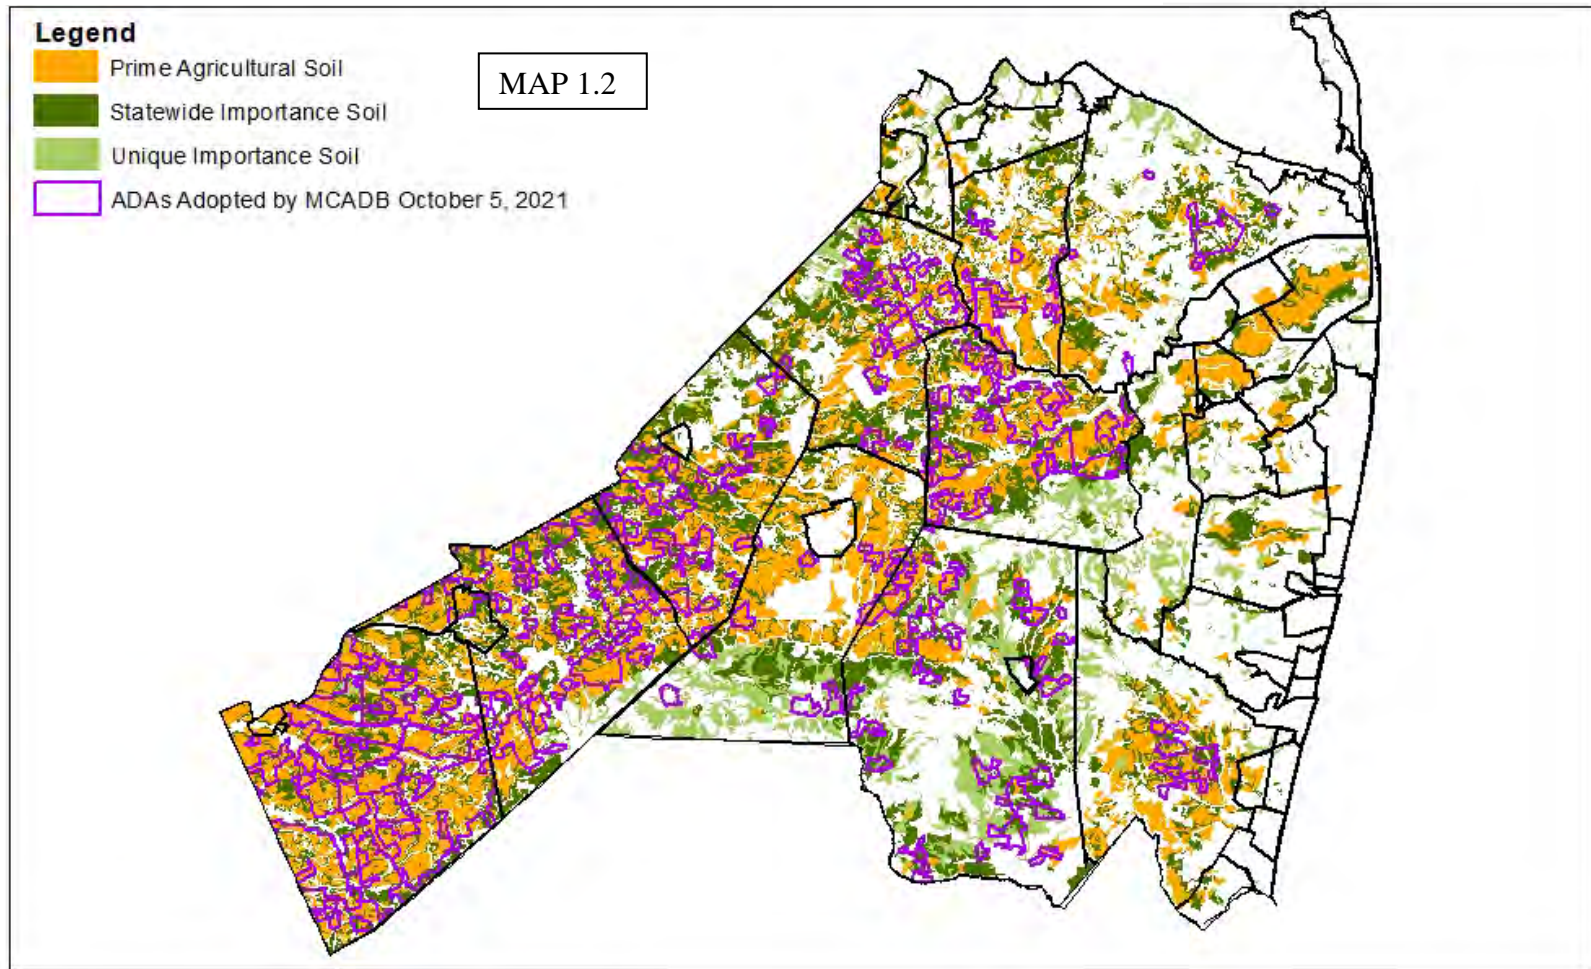 Legend
Prime Agricultural Soil
Statewide Importance Soil
Unique Importance Soil
ADAs Adopted by MCADB October 5, 2021
MAP 1.2